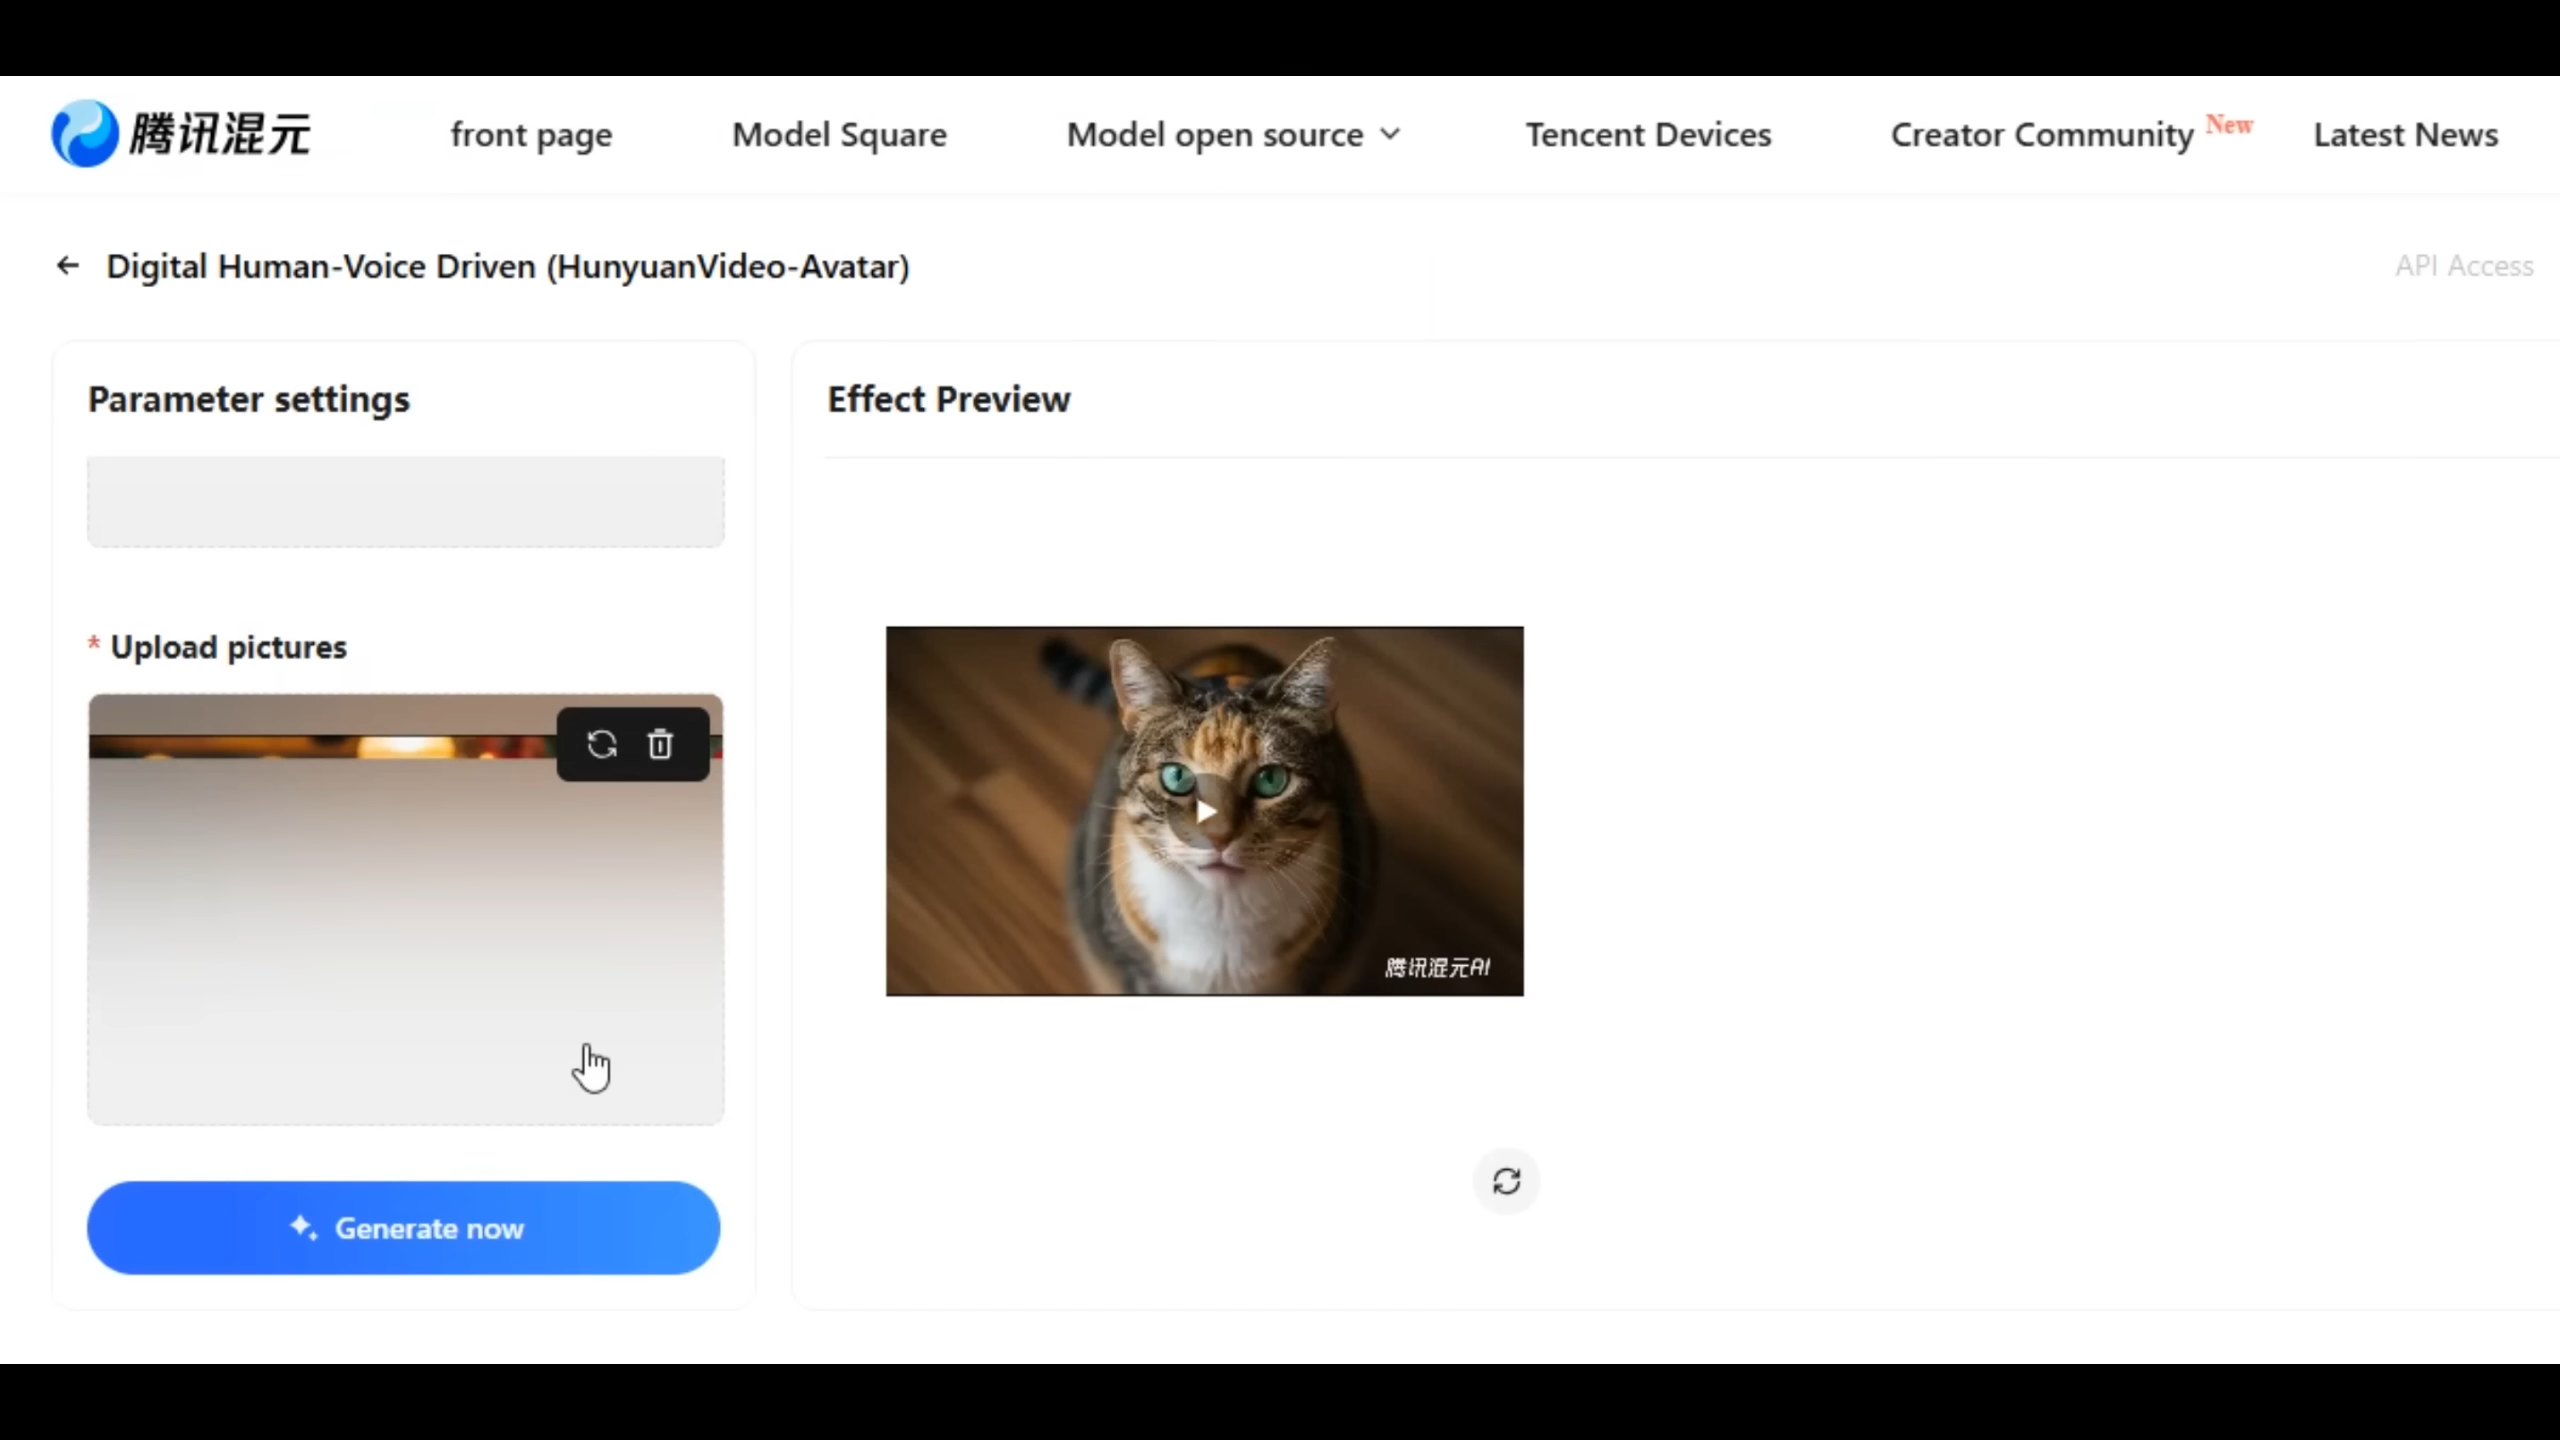 腾讯混元
front page
Model Square
Model open source
Tencent Devices
Creator Community New
Latest News
Digital Human-Voice Driven (HunyuanVideo-Avatar)
API Access
Parameter settings
* Upload pictures
Generate now
Effect Preview
腾讯混元AI